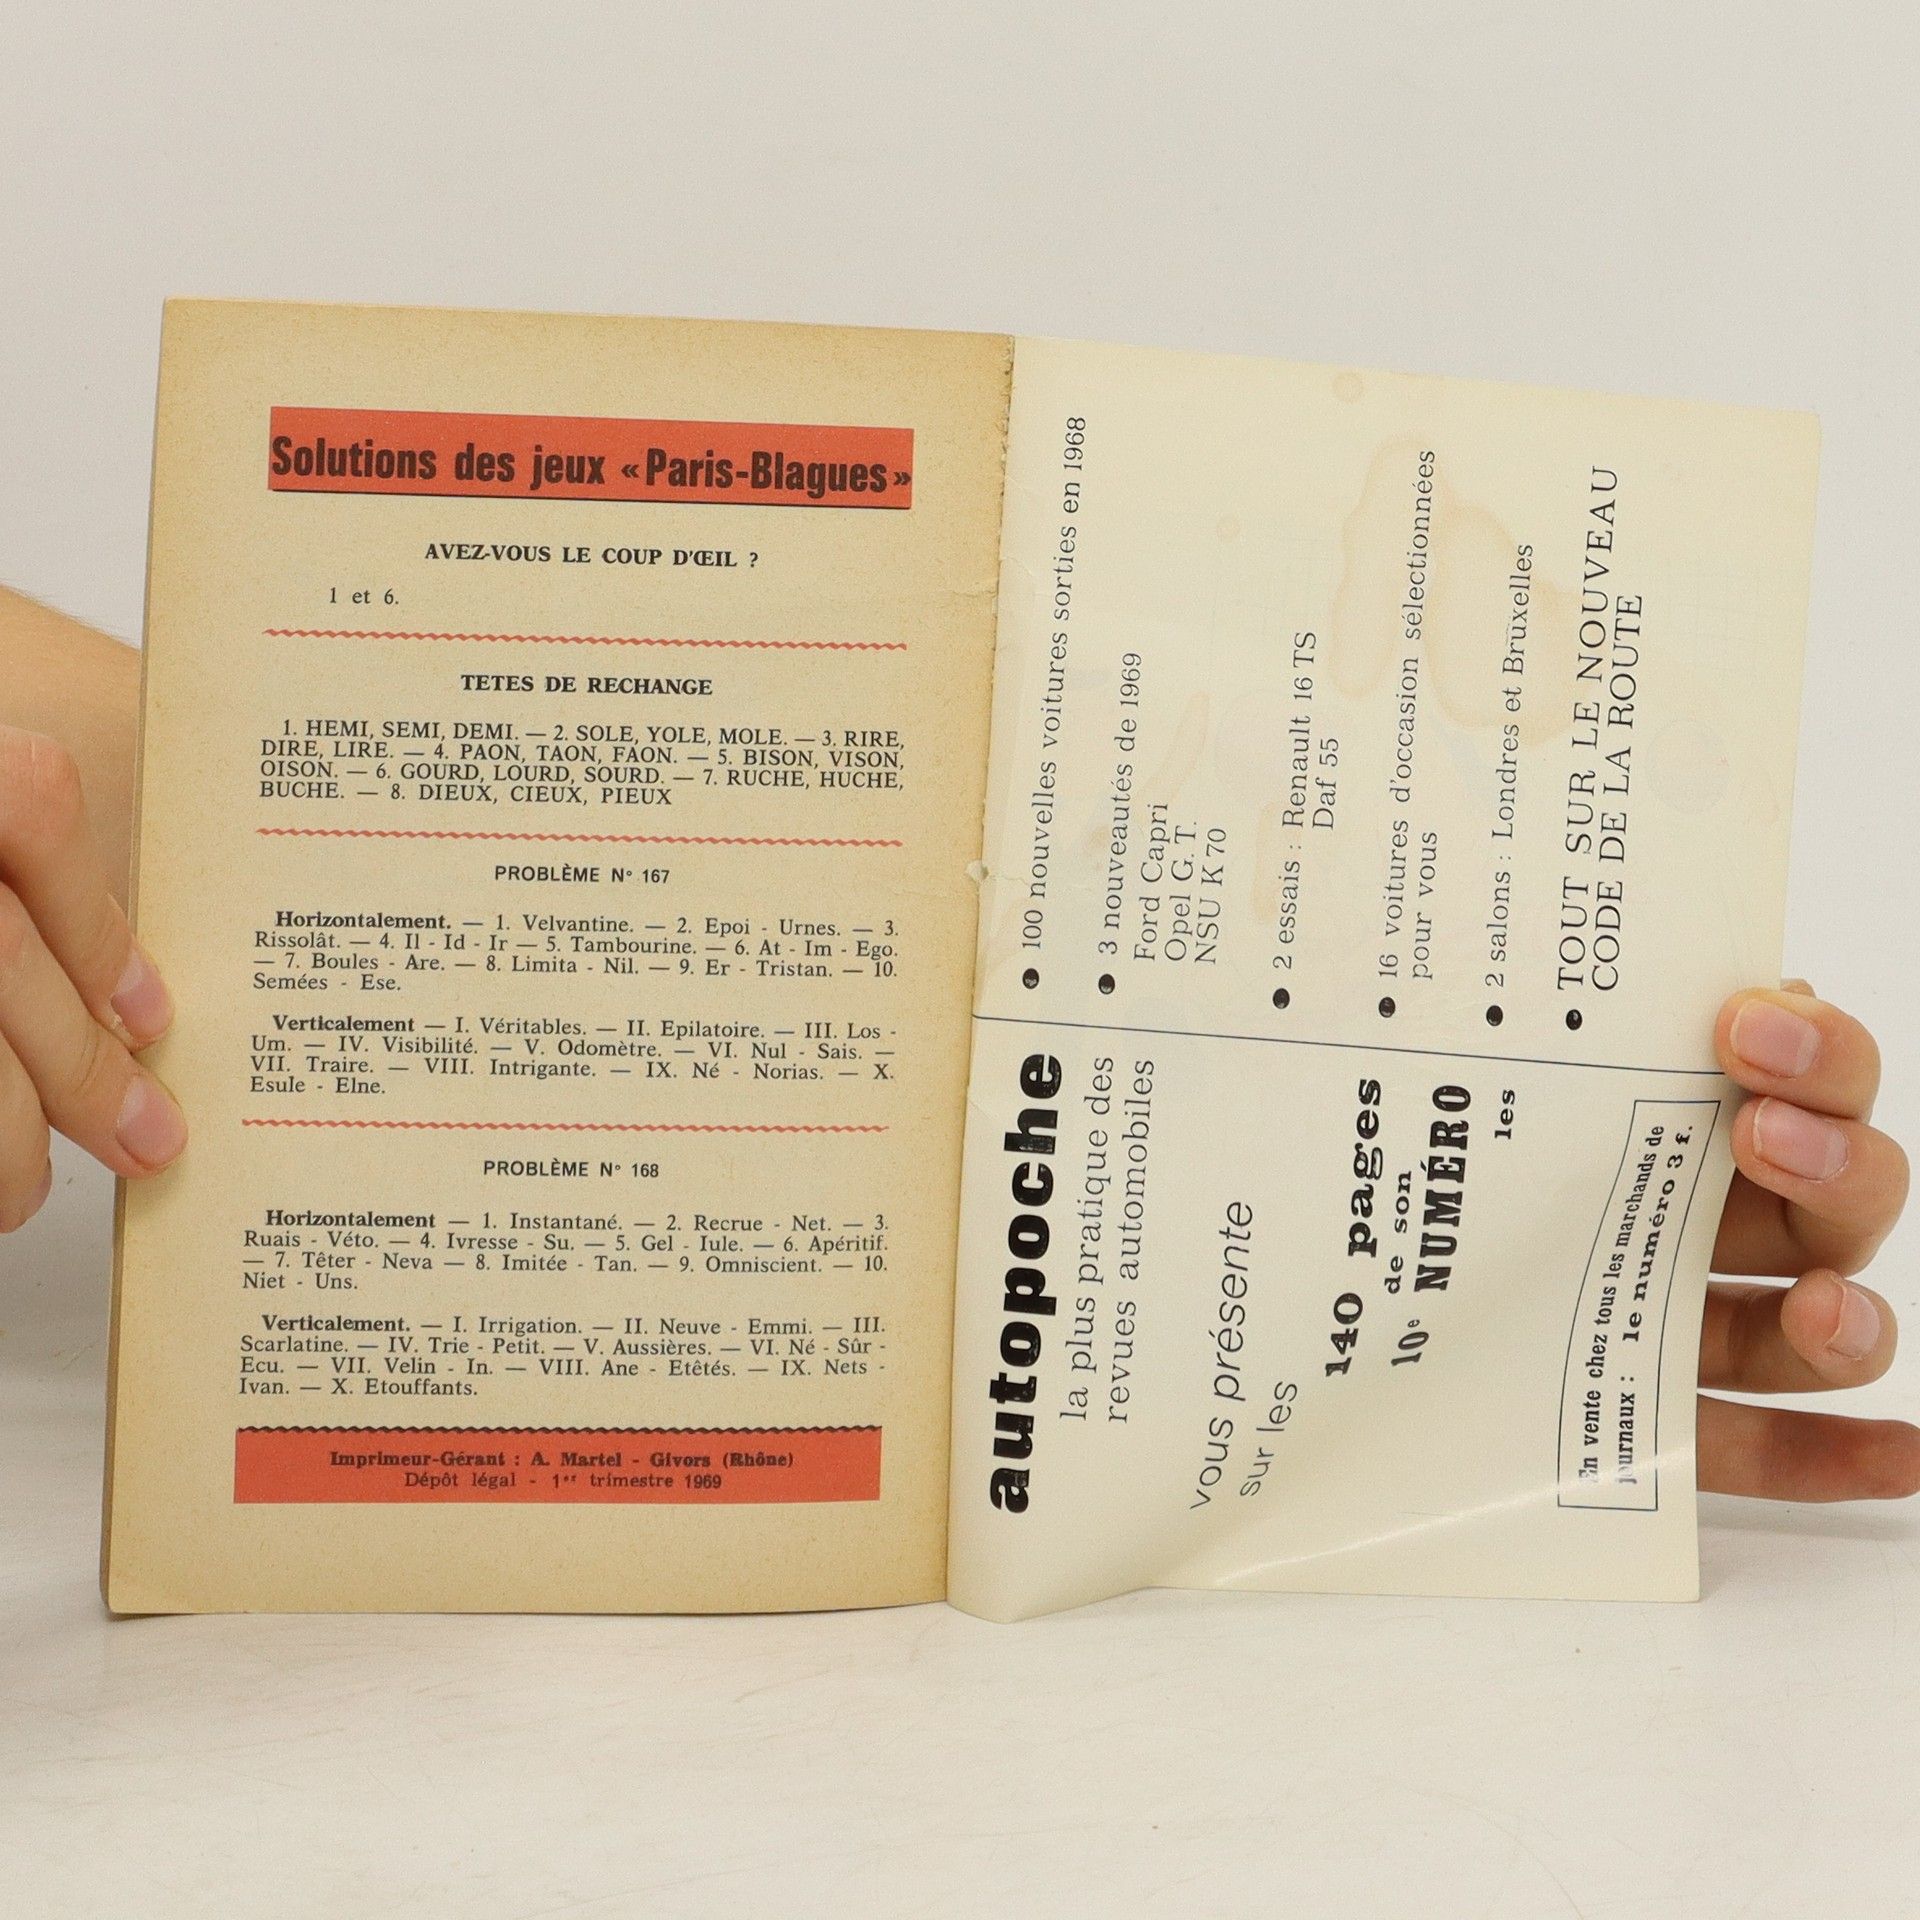 Solutions des jeux « Paris-Blagues »
AVEZ-VOUS LE COUP D'ŒIL ?
1 et 6.
TETES DE RECHANGE
1. HEMI, SEMI, DEMI. — 2. SOLE, YOLE, MOLE. — 3. RIRE,
DIRE, LIRE. — 4. PAON, TAON, FAON. — 5. BISON, VISON,
OISON. — 6. GOURD, LOURD, SOURD. — 7. RUCHE, HUCHE,
BUCHE. — 8. DIEUX, CIEUX, PIEUX
PROBLÈME N° 167
Horizontalement. — 1. Velvantine. — 2. Epoi - Urnes. — 3.
Rissolât. — 4. Il - Id - Ir — 5. Tambourine. — 6. At - Im - Ego.
— 7. Boules - Are. — 8. Limita - Nil. — 9. Er - Tristan. — 10.
Semées - Ese.
Verticalement — I. Véritables. — II. Epilatoire. — III. Los -
Um. — IV. Visibilité. — V. Odomètre. — VI. Nul - Sais. —
VII. Traire. — VIII. Intrigante. — IX. Né - Norias. — X.
Esule - Elne.
PROBLÈME N° 168
Horizontalement — 1. Instantané. — 2. Recrue - Net. — 3.
Ruais - Véto. — 4. Ivresse - Su. — 5. Gel - Iule. — 6. Apéritif.
— 7. Têter - Neva — 8. Imitée - Tan. — 9. Omniscient. — 10.
Niet - Uns.
Verticalement. — I. Irrigation. — II. Neuve - Emmi. — III.
Scarlatine. — IV. Trie - Petit. — V. Aussières. — VI. Né - Sûr -
Ecu. — VII. Velin - In. — VIII. Ane - Etêtés. — IX. Nets -
Ivan. — X. Etouffants.
Imprimeur-Gérant : A. Martel - Givors (Rhône)
Dépôt légal - 1er trimestre 1969
autopoche
la plus pratique des
revues automobiles
vous présente
sur les
140 pages
de son
10e NUMÉRO
les
En vente chez tous les marchands de
journaux : le numéro 3 f.
● 100 nouvelles voitures sorties en 1968
● 3 nouveautés de 1969
Ford Capri
Opel G. T.
NSU K 70
● 2 essais : Renault 16 TS
Daf 55
● 16 voitures d'occasion sélectionnées
pour vous
● 2 salons : Londres et Bruxelles
● TOUT SUR LE NOUVEAU
CODE DE LA ROUTE